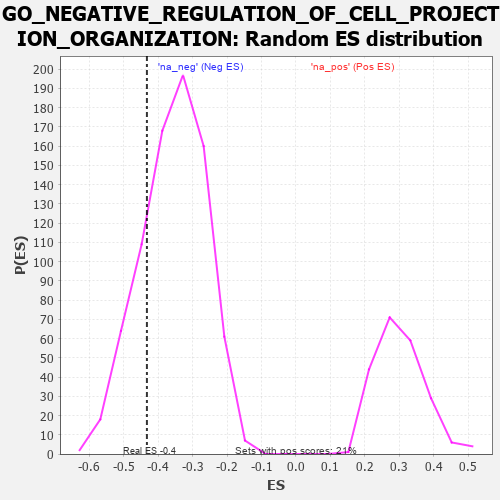 GO_NEGATIVE_REGULATION_OF_CELL_PROJECT
ION_ORGANIZATION: Random ES distribution
'na_neg' (Neg ES)
'na_pos' (Pos ES)
200
190
180
170
160
150
140
130
120
110
100
90
80
70
60
50
40
30
20
10
0
P(ES)
Real ES -0.4
Sets with pos scores: 21%
-0.6 -0.5 -0.4 -0.3 -0.2 -0.1 0.0 0.1 0.2 0.3 0.4 0.5
ES